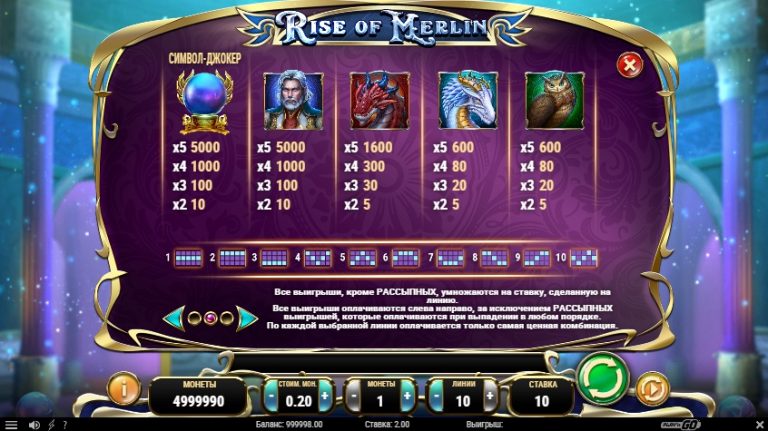 RISE OF MERLIN
СИМВОЛ-ДЖОКЕР
x5 5000 x5 5000 x5 1600 x5 600 x5 600
x4 1000 x4 1000 x4 300 x4 80 x4 80
x3 100 x3 100 x3 30 x3 20 x3 20
x2 10 x2 10 x2 5 x2 5 x2 5
1 2 3 4 5 6 7 8 9 10
Все выигрыши, кроме РАССЫПНЫХ, умножаются на ставку, сделанную на
линию.
Все выигрыши оплачиваются слева направо, за исключением РАССЫПНЫХ
выигрышей, которые оплачиваются при выпадении в любом порядке.
По каждой выбранной линии оплачивается только самая ценная комбинация.
МОНЕТЫ СТОИМ. МОН. МОНЕТЫ ЛИНИИ СТАВКА
4999990 - 0.20 + - 1 + - 10 + 10
? Баланс: 999998.00 Ставка: 2.00 Выигрыш: PLAY'N GO